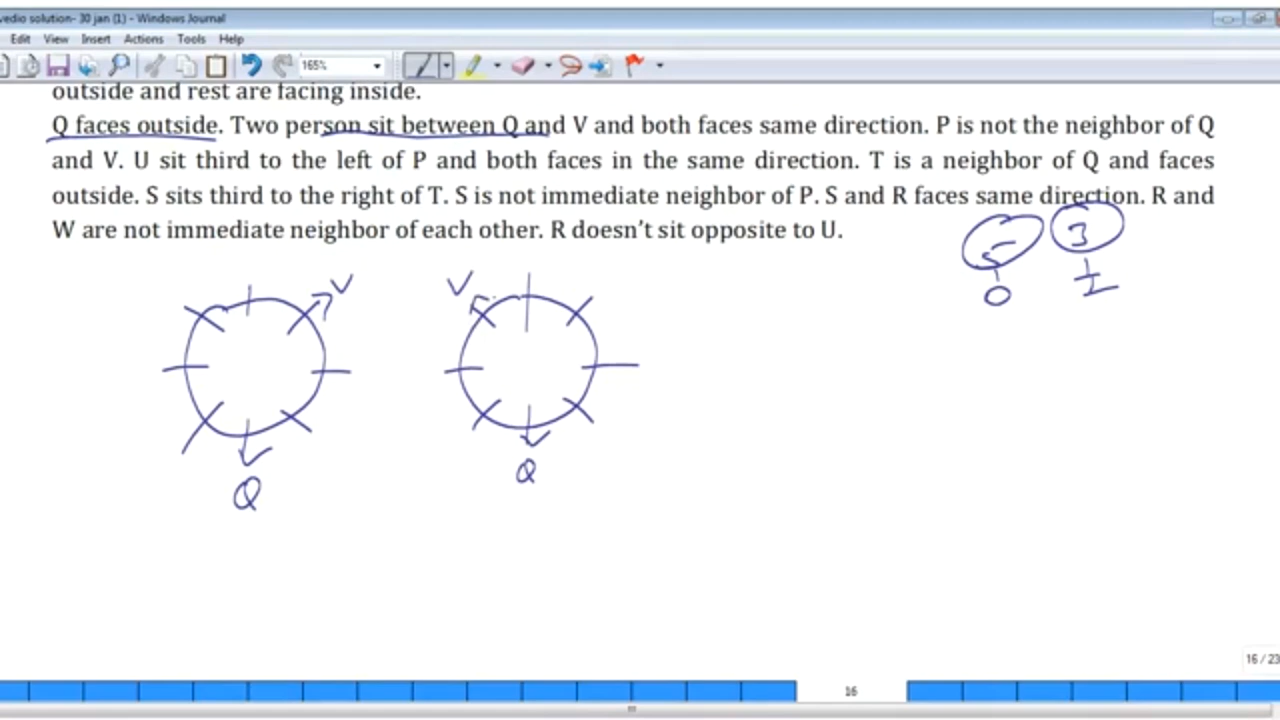 vedio solution- 30 jan (1) - Windows Journal
Edit View Insert Actions Tools Help
165%
outside and rest are facing inside.
Q faces outside. Two person sit between Q and V and both faces same direction. P is not the neighbor of Q
and V. U sit third to the left of P and both faces in the same direction. T is a neighbor of Q and faces
outside. S sits third to the right of T. S is not immediate neighbor of P. S and R faces same direction. R and
W are not immediate neighbor of each other. R doesn't sit opposite to U.
5 3
O I
V V
Q Q
16 / 23
16